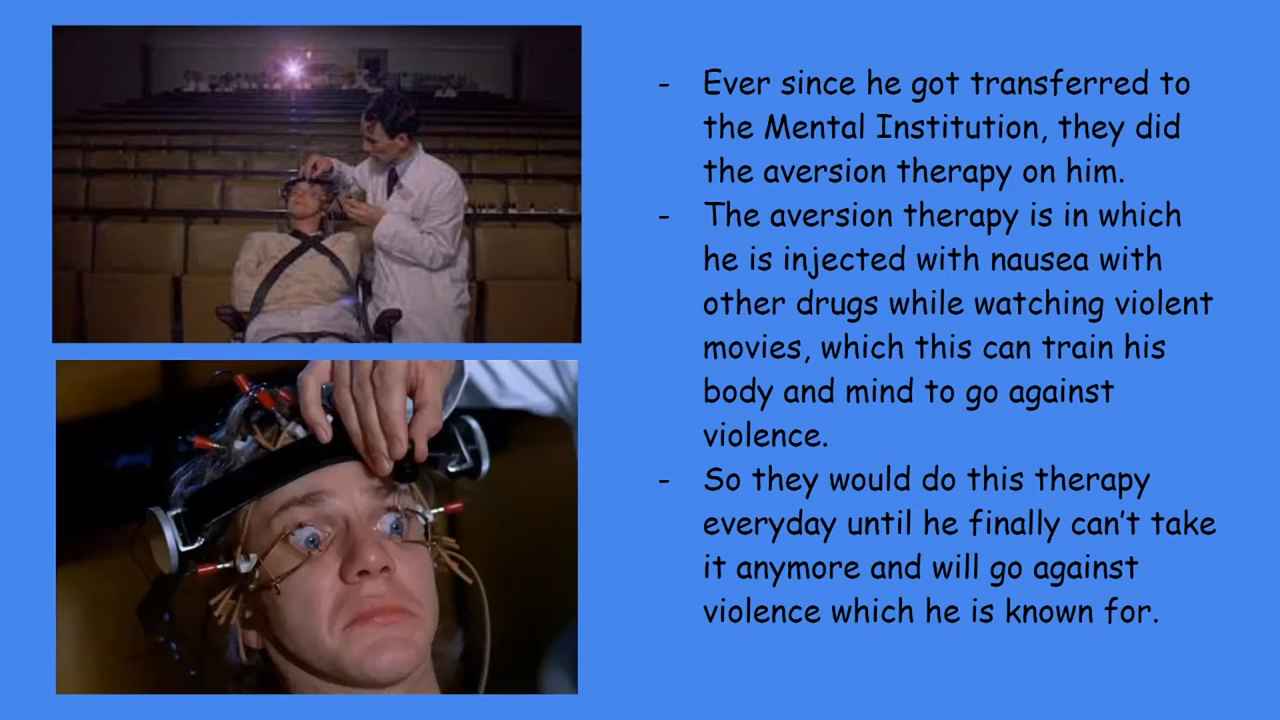 - Ever since he got transferred to
the Mental Institution, they did
the aversion therapy on him.
- The aversion therapy is in which
he is injected with nausea with
other drugs while watching violent
movies, which this can train his
body and mind to go against
violence.
- So they would do this therapy
everyday until he finally can't take
it anymore and will go against
violence which he is known for.